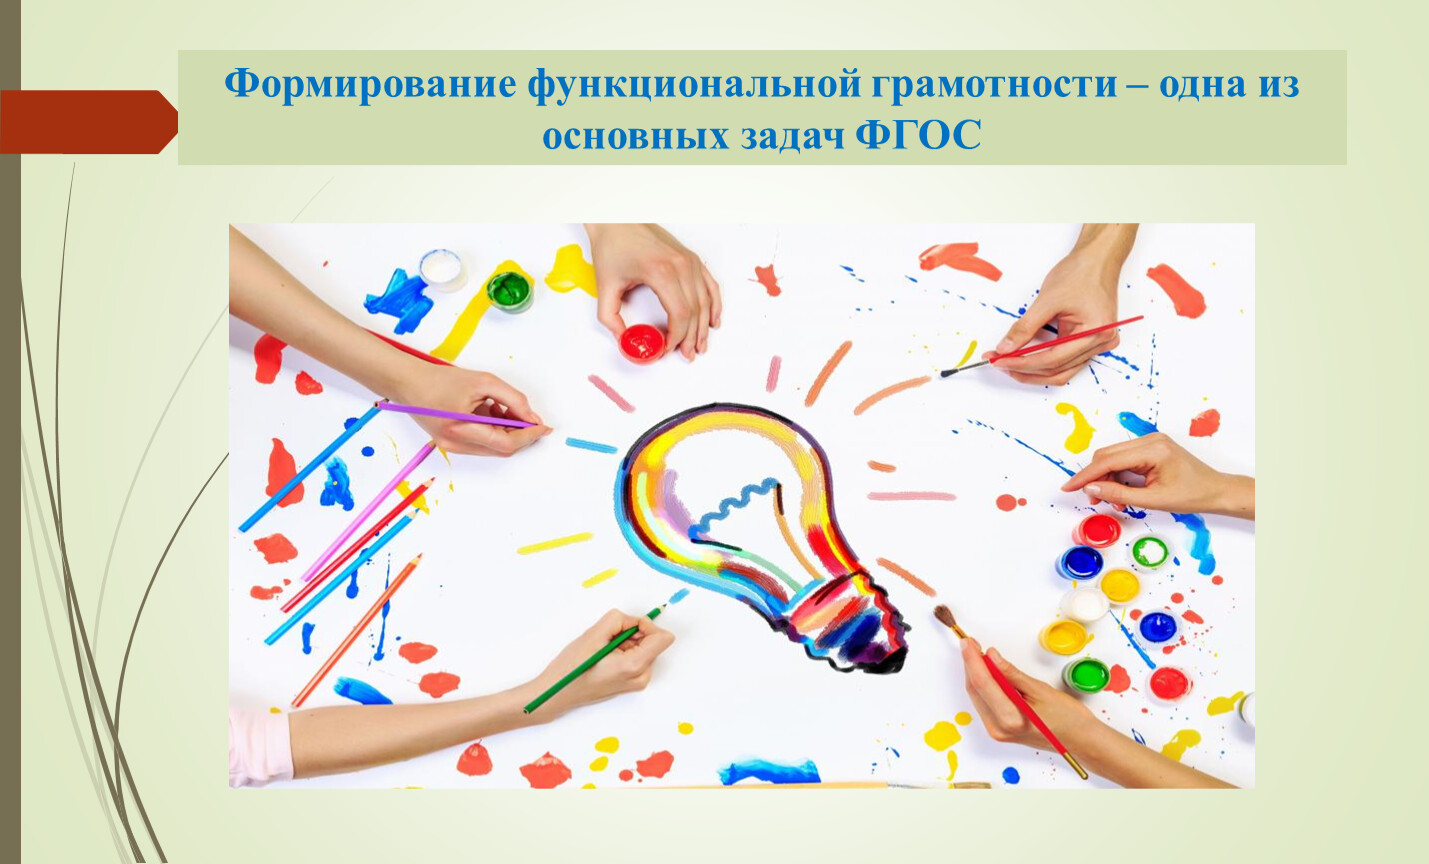 Формирование функциональной грамотности – одна из
основных задач ФГОС